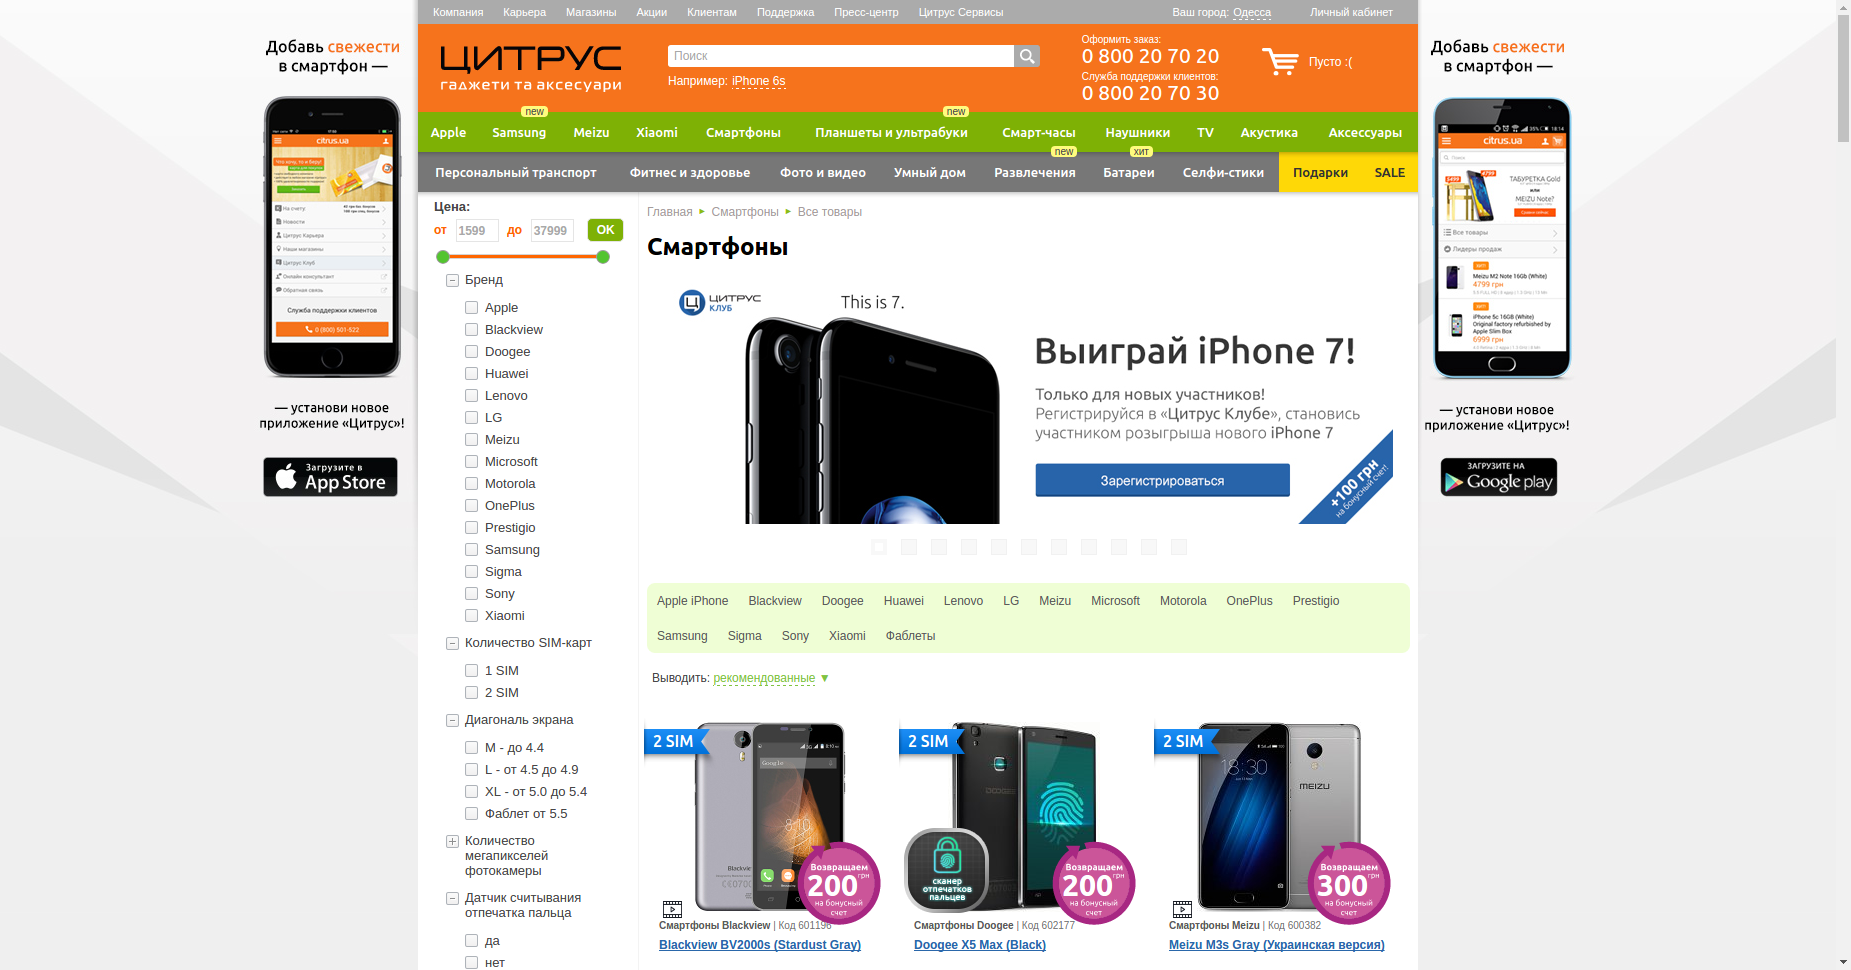 Компания Карьера Магазины Акции Клиентам Поддержка Пресс-центр Цитрус Сервисы Ваш город: Одесса Личный кабинет
Добавь свежести
в смартфон —
— установи новое
приложение «Цитрус»!
Загрузите в
App Store
ЦИТРУС
гаджети та аксесуари
Поиск
Например: iPhone 6s
Оформить заказ:
0 800 20 70 20
Служба поддержки клиентов:
0 800 20 70 30
Пусто :(
Добавь свежести
в смартфон —
— установи новое
приложение «Цитрус»!
ЗАГРУЗИТЕ НА
Google play
new new
Apple Samsung Meizu Xiaomi Смартфоны Планшеты и ультрабуки Смарт-часы Наушники TV Акустика Аксессуары
new хит
Персональный транспорт Фитнес и здоровье Фото и видео Умный дом Развлечения Батареи Селфи-стики Подарки SALE
Цена:
от 1599 до 37999 OK
Бренд
Apple
Blackview
Doogee
Huawei
Lenovo
LG
Meizu
Microsoft
Motorola
OnePlus
Prestigio
Samsung
Sigma
Sony
Xiaomi
Количество SIM-карт
1 SIM
2 SIM
Диагональ экрана
M - до 4.4
L - от 4.5 до 4.9
XL - от 5.0 до 5.4
Фаблет от 5.5
Количество
мегапикселей
фотокамеры
Датчик считывания
отпечатка пальца
да
нет
Главная Смартфоны Все товары
Смартфоны
ЦИТРУС
КЛУБ
This is 7.
Выиграй iPhone 7!
Только для новых участников!
Регистрируйся в «Цитрус Клубе», становись
участником розыгрыша нового iPhone 7
Зарегистрироваться
+100 грн
на бонусный счет!
Apple iPhone Blackview Doogee Huawei Lenovo LG Meizu Microsoft Motorola OnePlus Prestigio
Samsung Sigma Sony Xiaomi Фаблеты
Выводить: рекомендованные ▼
2 SIM
Возвращаем
200 грн
на бонусный
счет
Смартфоны Blackview | Код 601196
Blackview BV2000s (Stardust Gray)
2 SIM
сканер
отпечатков
пальцев
Возвращаем
200 грн
на бонусный
счет
Смартфоны Doogee | Код 602177
Doogee X5 Max (Black)
2 SIM
18:30
MEIZU
Возвращаем
300 грн
на бонусный
счет
Смартфоны Meizu | Код 600382
Meizu M3s Gray (Украинская версия)